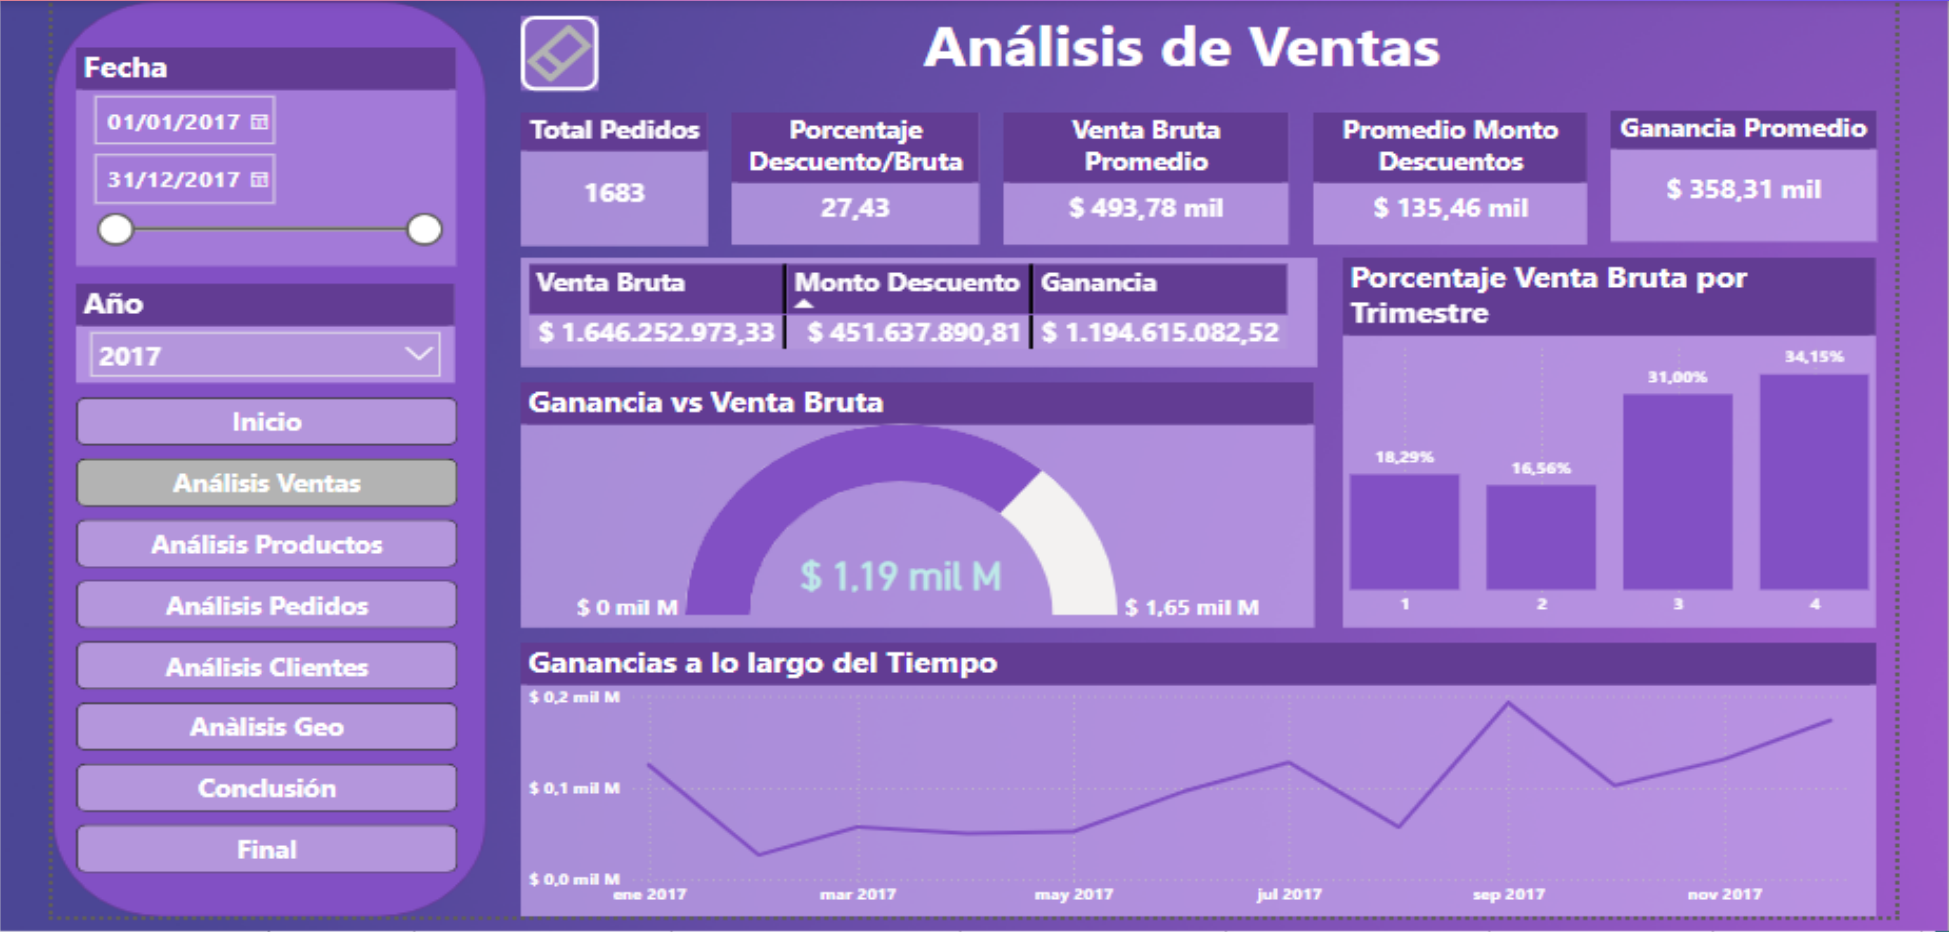 Fecha
01/01/2017
31/12/2017
Año
2017
Inicio
Análisis Ventas
Análisis Productos
Análisis Pedidos
Análisis Clientes
Anàlisis Geo
Conclusión
Final
Análisis de Ventas
Total Pedidos
1683
Porcentaje
Descuento/Bruta
27,43
Venta Bruta
Promedio
$ 493,78 mil
Promedio Monto
Descuentos
$ 135,46 mil
Ganancia Promedio
$ 358,31 mil
Venta Bruta Monto Descuento Ganancia
$ 1.646.252.973,33 $ 451.637.890,81 $ 1.194.615.082,52
Porcentaje Venta Bruta por
Trimestre
18,29% 16,56% 31,00% 34,15%
1 2 3 4
Ganancia vs Venta Bruta
$ 1,19 mil M
$ 0 mil M $ 1,65 mil M
Ganancias a lo largo del Tiempo
$ 0,2 mil M
$ 0,1 mil M
$ 0,0 mil M
ene 2017 mar 2017 may 2017 jul 2017 sep 2017 nov 2017